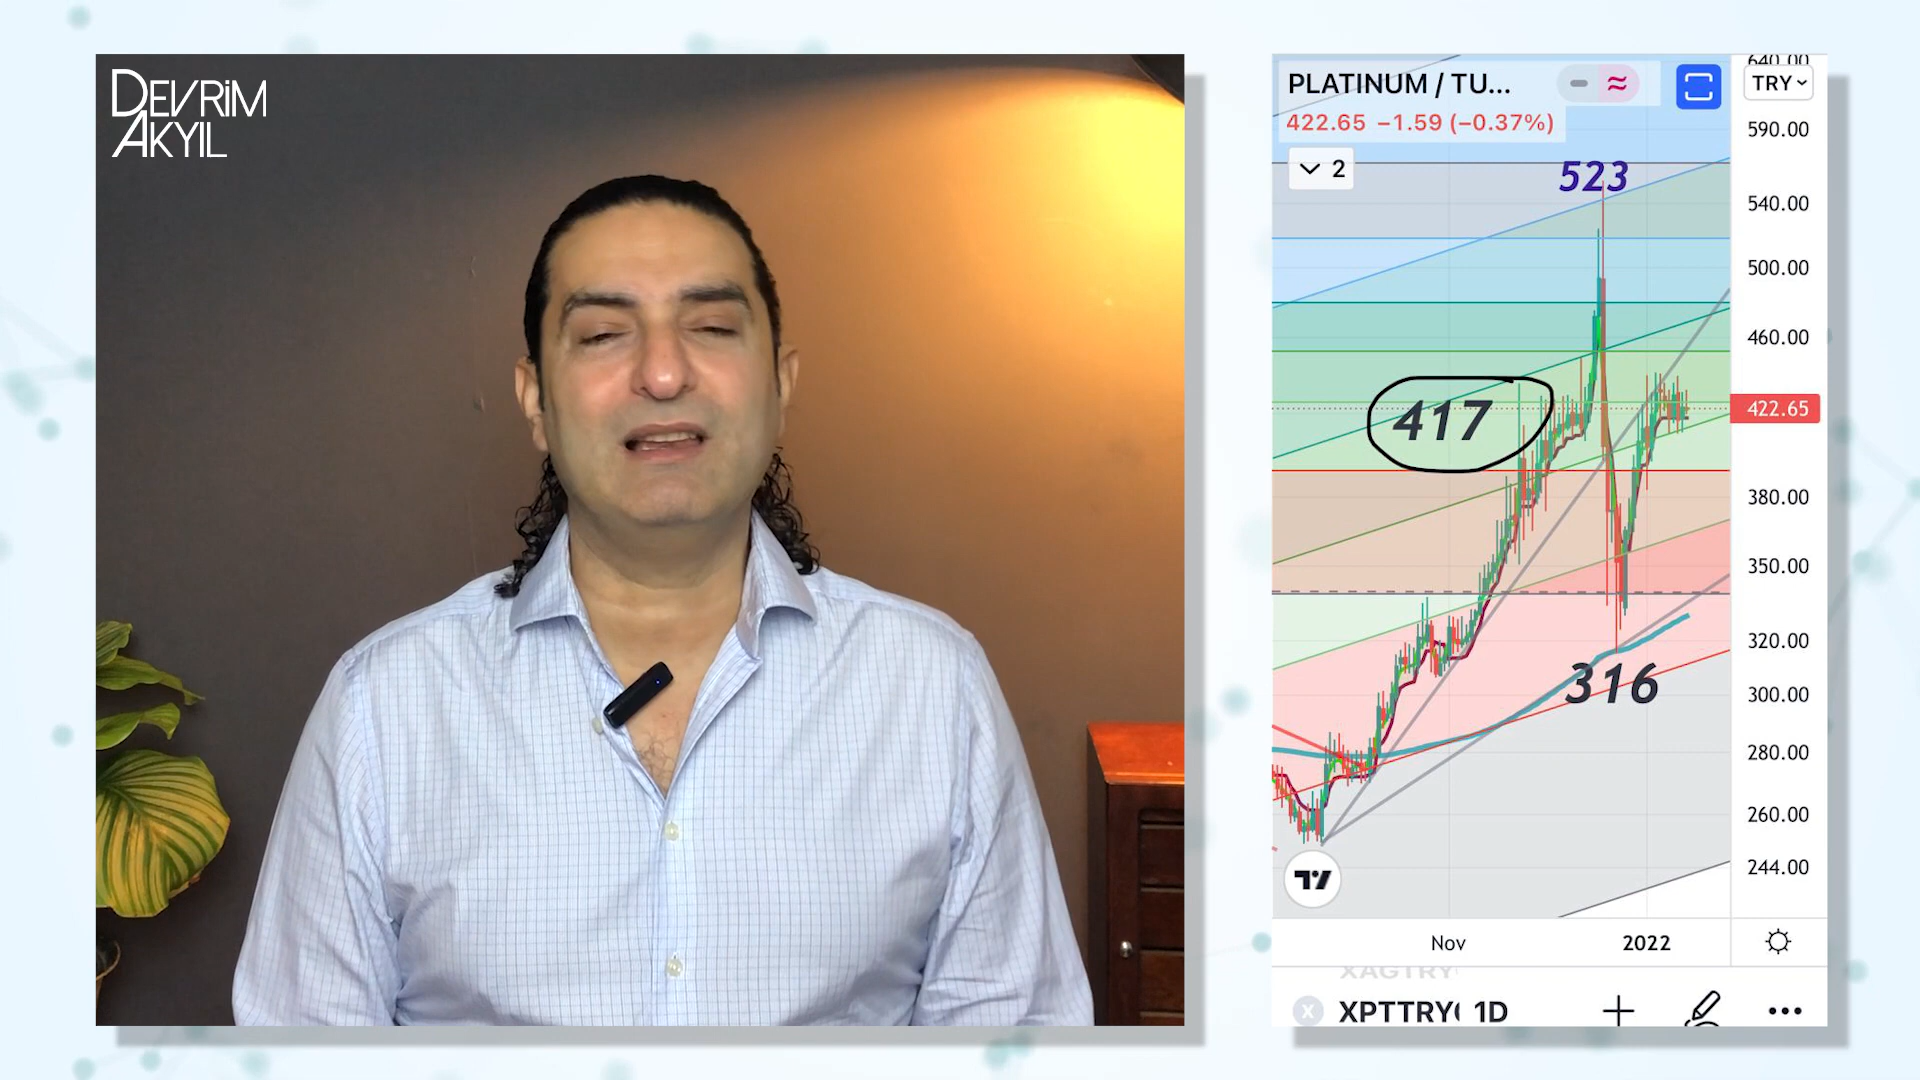 DEVRİM
AKYIL
PLATINUM / TU...
TRY
422.65 −1.59 (−0.37%)
2
640.00
590.00
540.00
500.00
460.00
422.65
380.00
350.00
320.00
300.00
280.00
260.00
244.00
523
417
316
Nov
2022
XAGTRY
XPTTRY
1D